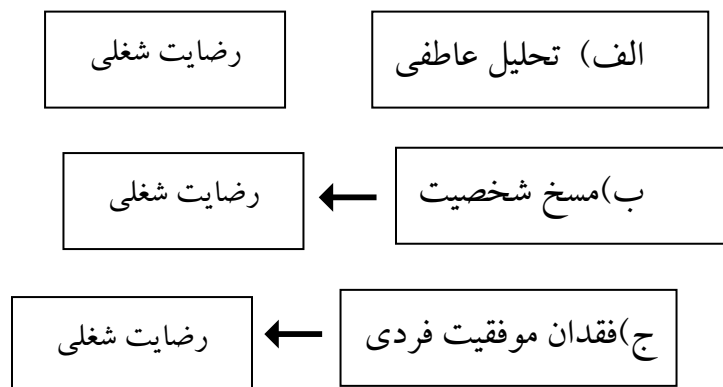 الف) تحلیل عاطفی
رضایت شغلی
ب)مسخ شخصیت
رضایت شغلی
ج)فقدان موفقیت فردی
رضایت شغلی